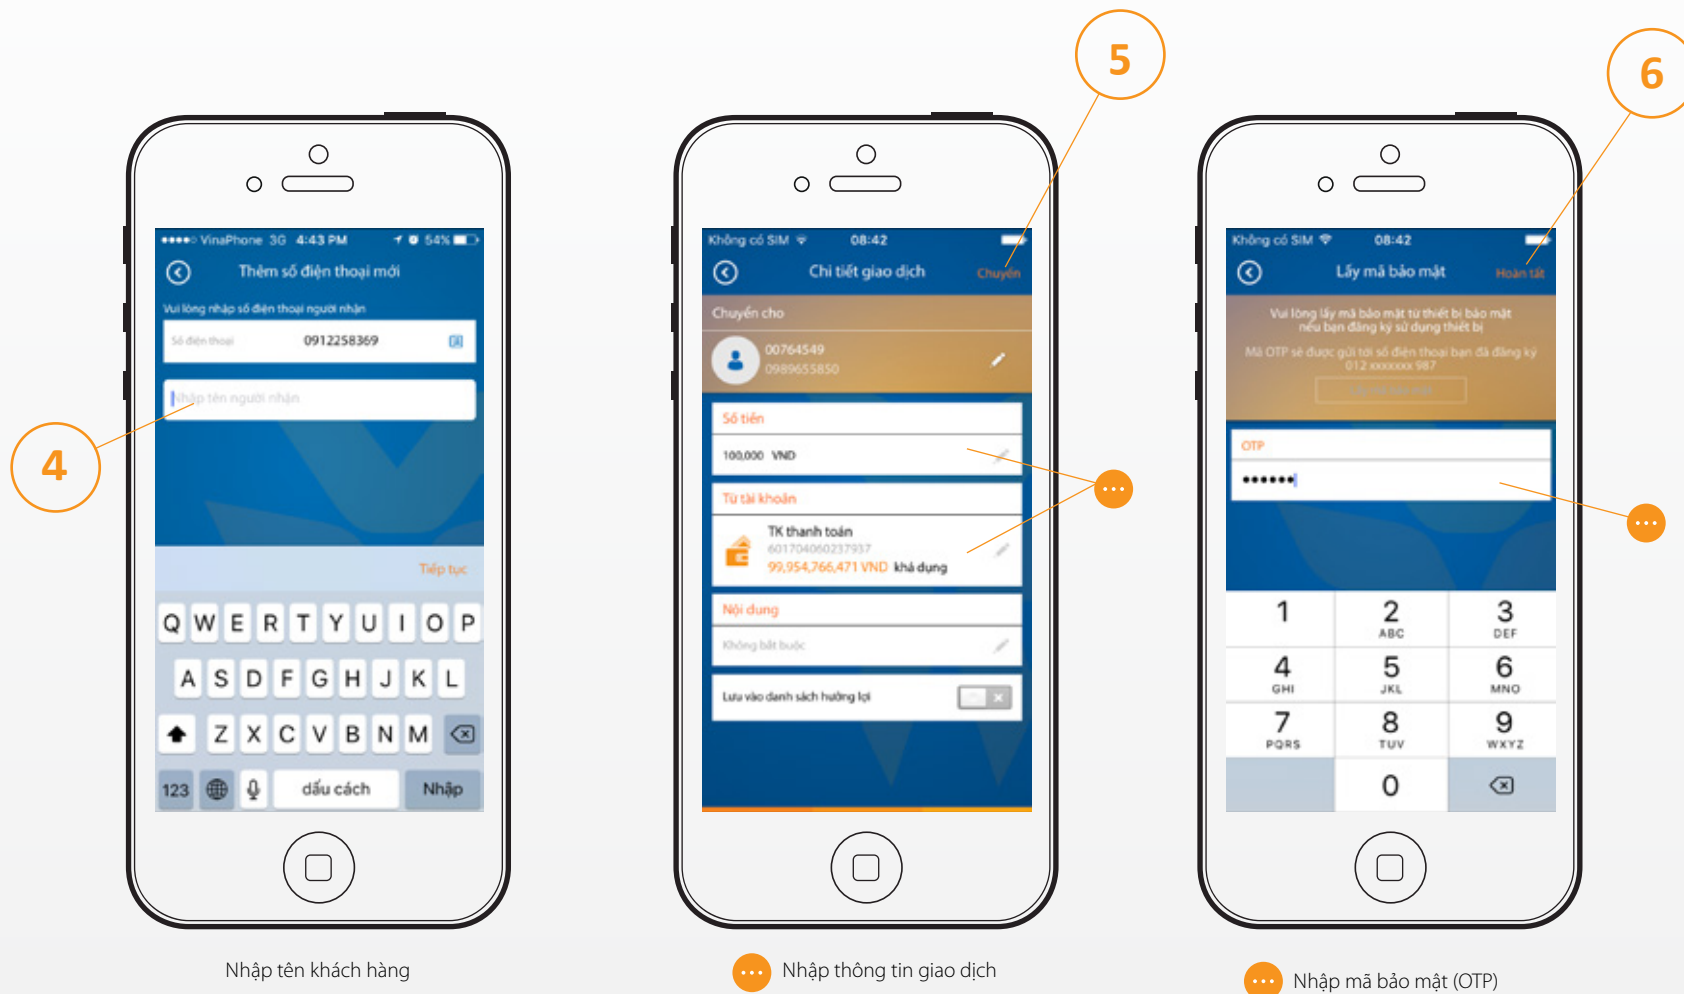 5
6
4
VinaPhone 3G 4:43 PM 54%
Thêm số điện thoại mới
Vui lòng nhập số điện thoại người nhận
Số điện thoại 0912258369
Nhập tên người nhận
Tiếp tục
Q W E R T Y U I O P
A S D F G H J K L
Z X C V B N M
123 dấu cách Nhập
Nhập tên khách hàng
Không có SIM 08:42
Chi tiết giao dịch Chuyển
Chuyển cho
00764549
0989655850
Số tiền
100,000 VND
Từ tài khoản
TK thanh toán
601704060237937
99,954,766,471 VND khả dụng
Nội dung
Không bắt buộc
Lưu vào danh sách hưởng lợi
Nhập thông tin giao dịch
Không có SIM 08:42
Lấy mã bảo mật Hoàn tất
Vui lòng lấy mã bảo mật từ thiết bị bảo mật
nếu bạn đăng ký sử dụng thiết bị
Mã OTP sẽ được gửi tới số điện thoại bạn đã đăng ký
012 xxxxxxx 987
OTP
1 2 3
ABC DEF
4 5 6
GHI JKL MNO
7 8 9
PQRS TUV WXYZ
0
Nhập mã bảo mật (OTP)